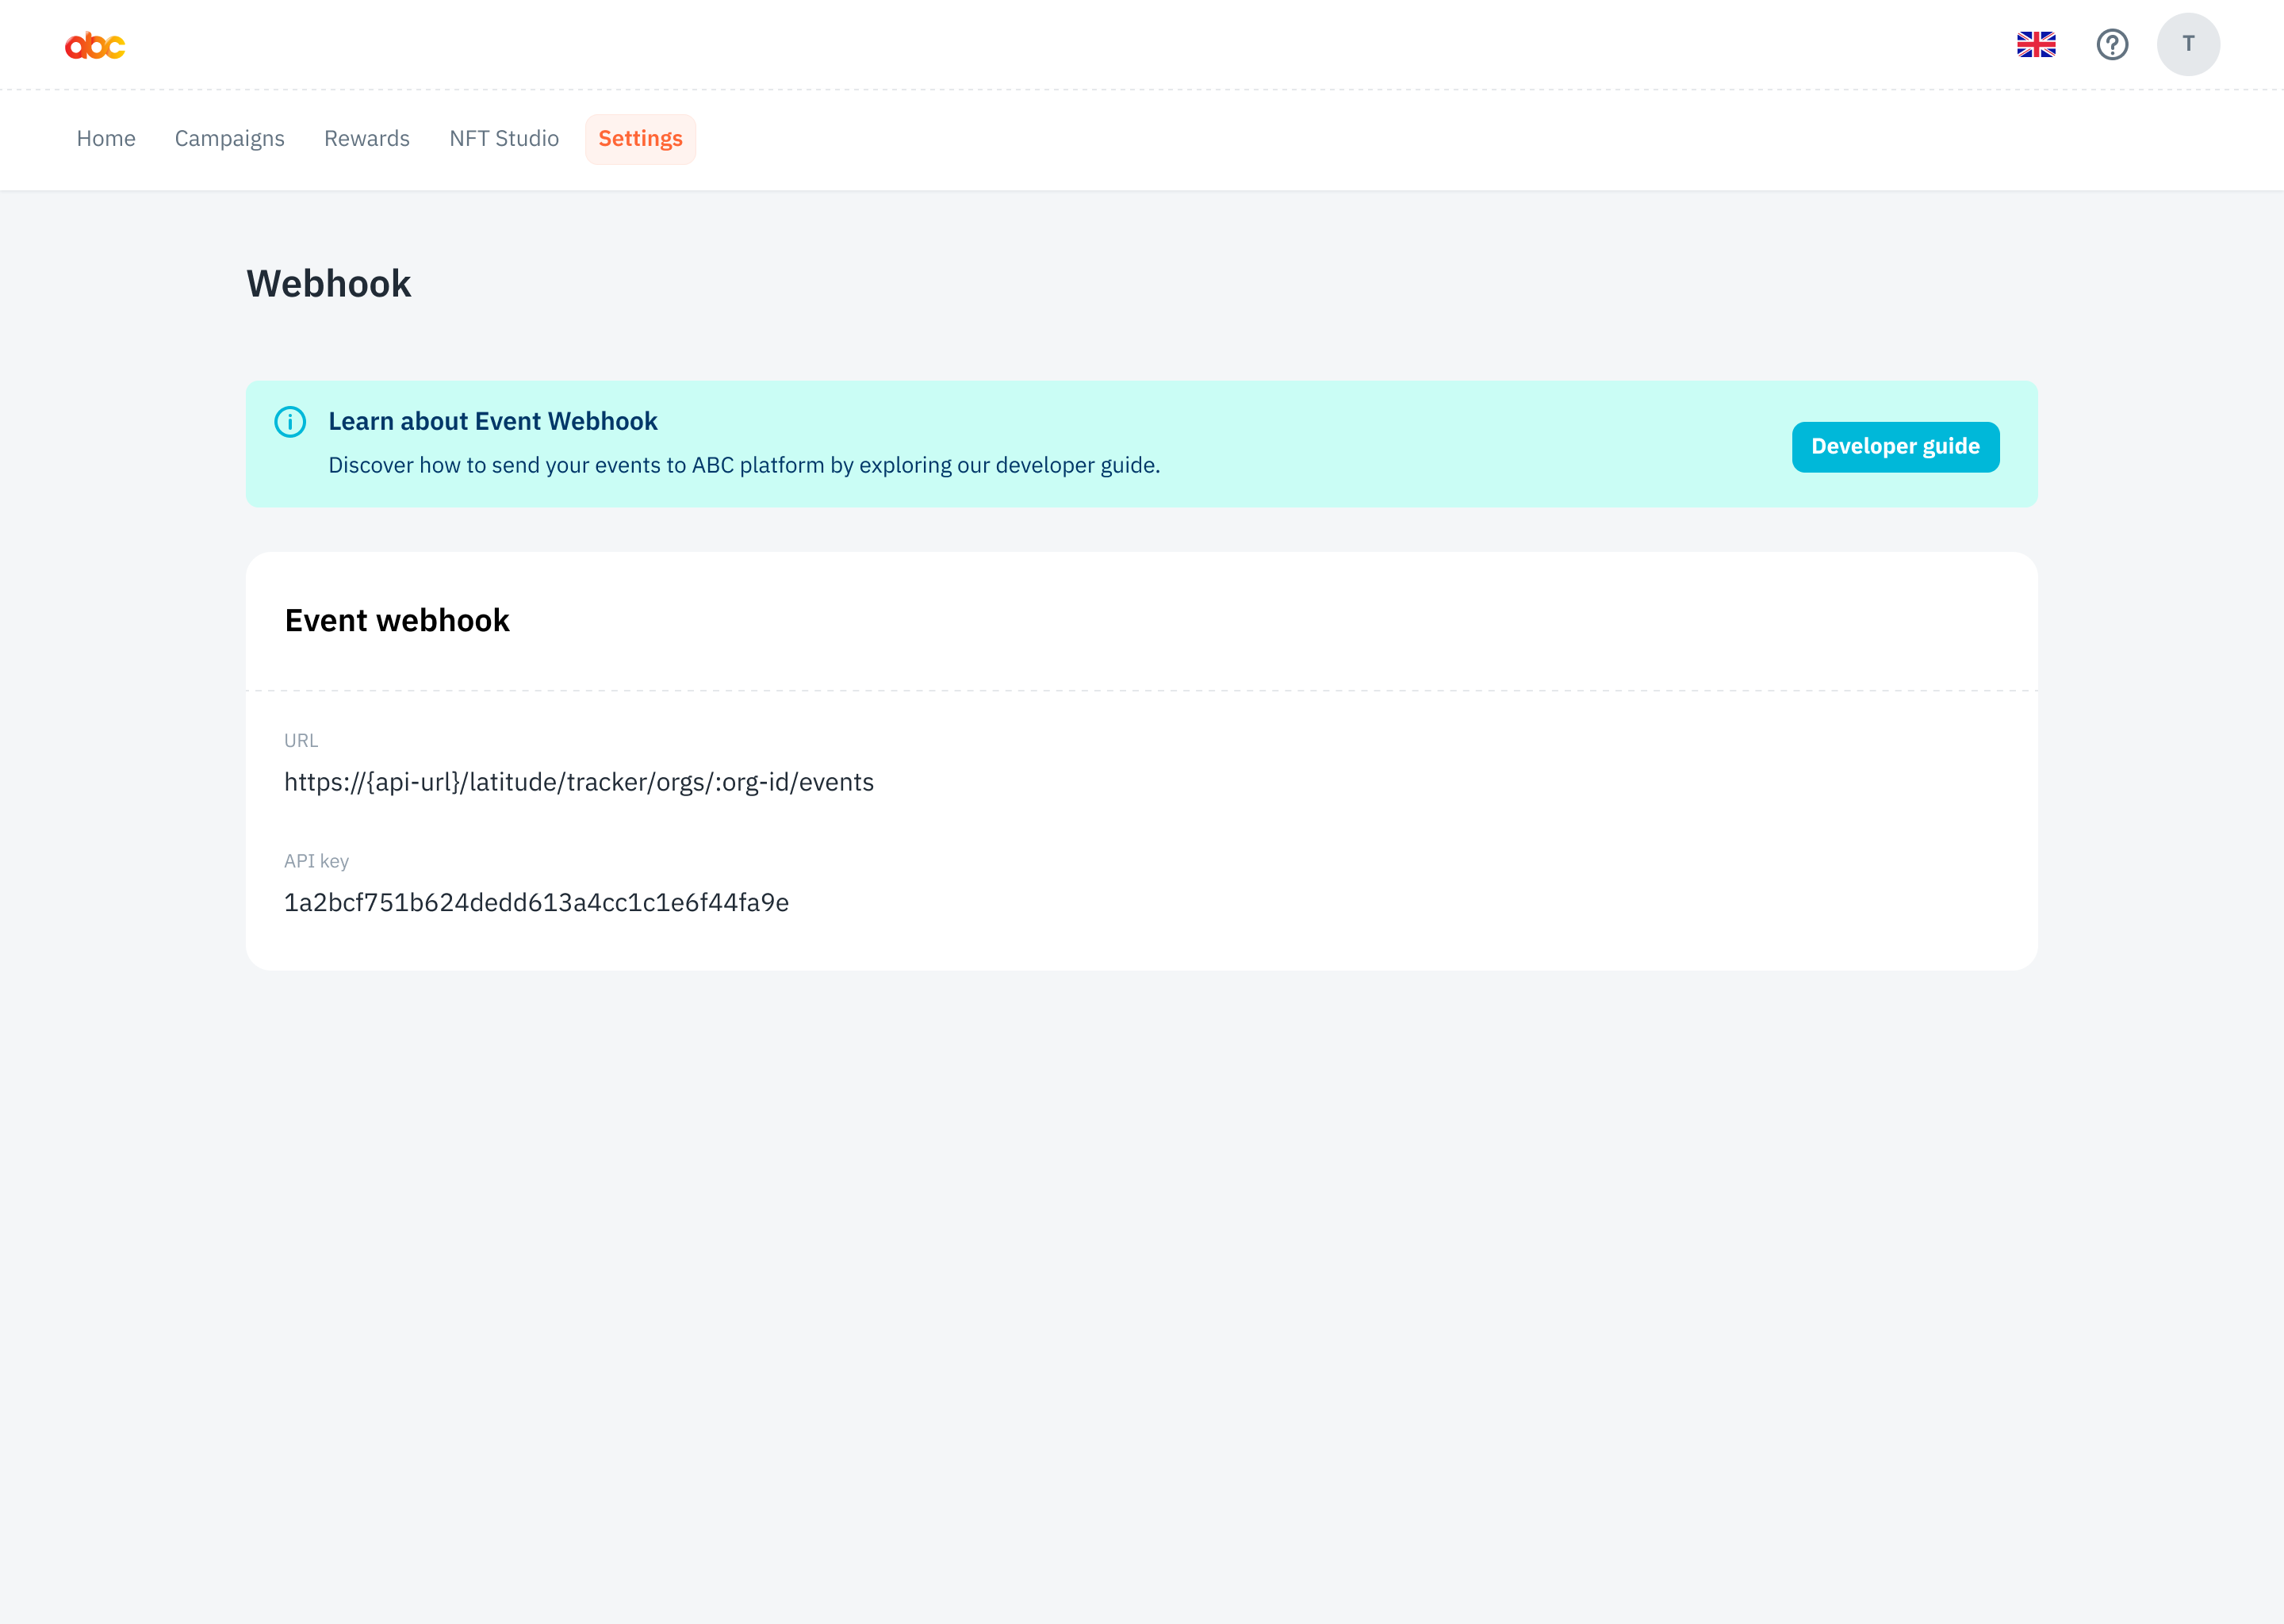 abc
T
Home Campaigns Rewards NFT Studio Settings
Webhook
Learn about Event Webhook
Discover how to send your events to ABC platform by exploring our developer guide.
Developer guide
Event webhook
URL
https://{api-url}/latitude/tracker/orgs/:org-id/events
API key
1a2bcf751b624dedd613a4cc1c1e6f44fa9e